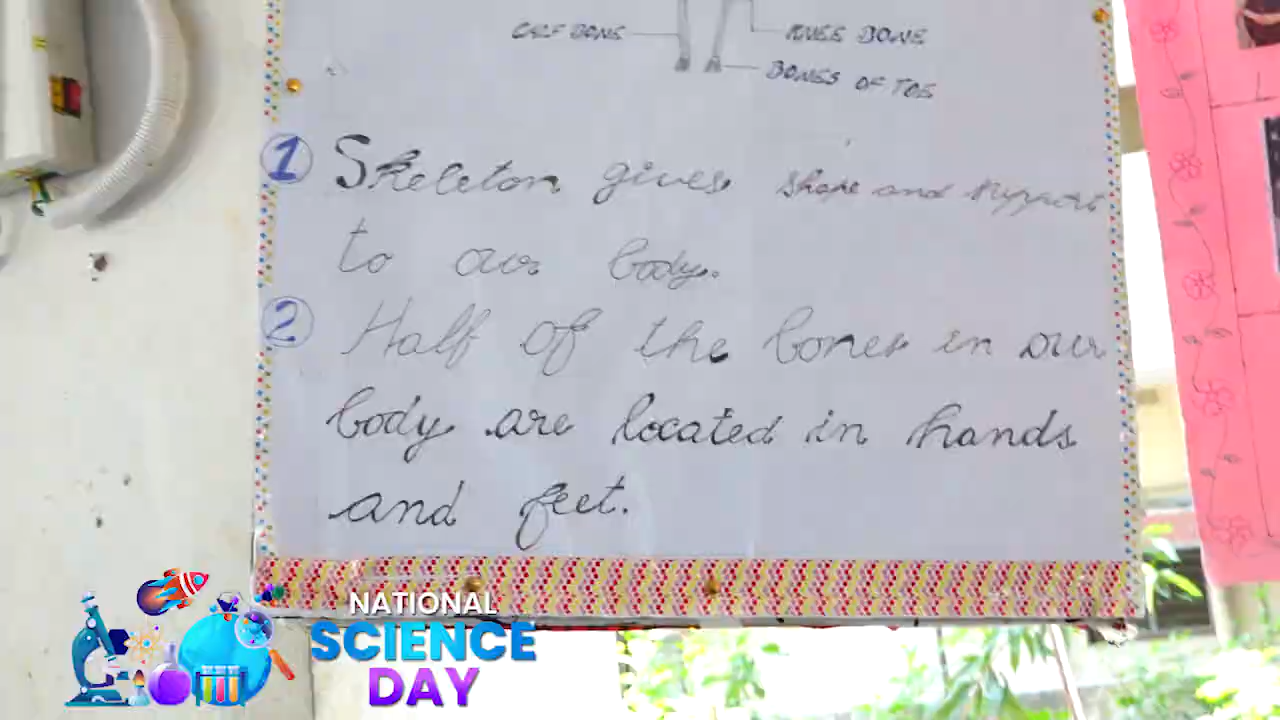 CALF BONE
KNEE BONE
BONES OF TOE
1 Skeleton gives shape and support
to our body.
2 Half of the bones in our
body are located in hands
and feet.
NATIONAL
SCIENCE
DAY